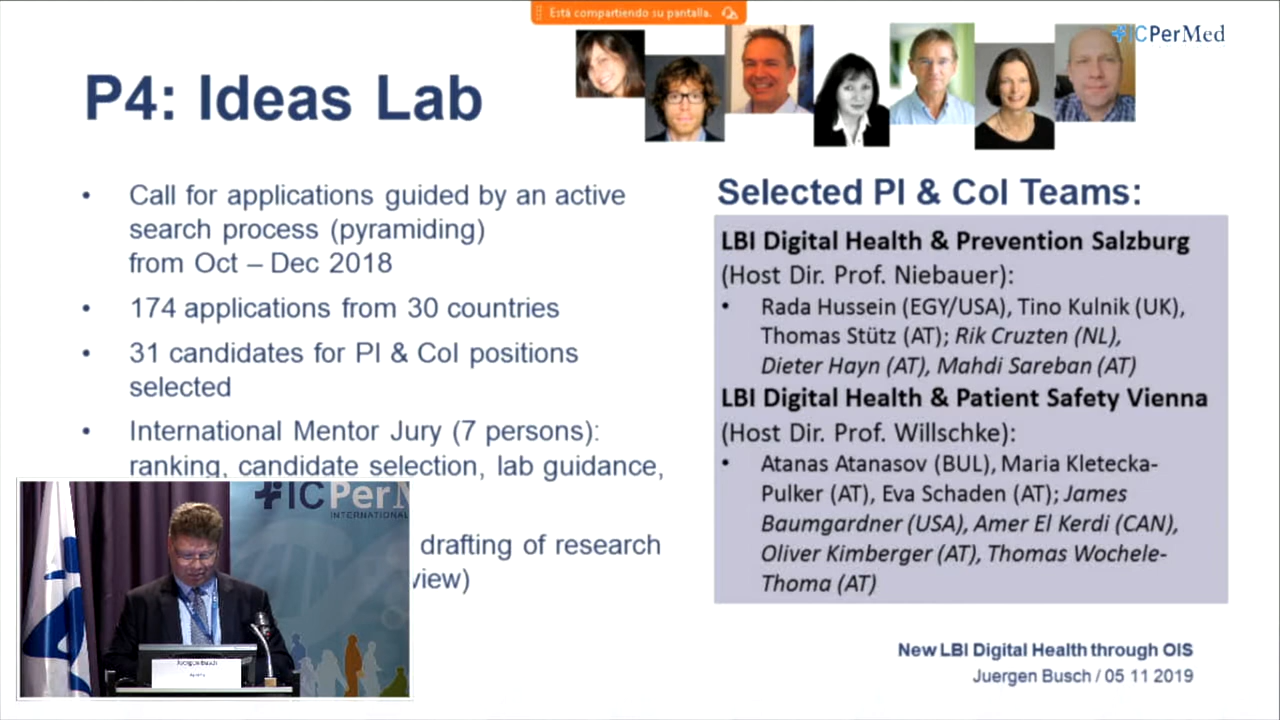 Está compartiendo su pantalla.
ICPerMed
P4: Ideas Lab
• Call for applications guided by an active
search process (pyramiding)
from Oct – Dec 2018
• 174 applications from 30 countries
• 31 candidates for PI & CoI positions
selected
• International Mentor Jury (7 persons):
ranking, candidate selection, lab guidance,
drafting of research
view)
Selected PI & CoI Teams:
LBI Digital Health & Prevention Salzburg
(Host Dir. Prof. Niebauer):
• Rada Hussein (EGY/USA), Tino Kulnik (UK),
Thomas Stütz (AT); Rik Cruzten (NL),
Dieter Hayn (AT), Mahdi Sareban (AT)
LBI Digital Health & Patient Safety Vienna
(Host Dir. Prof. Willschke):
• Atanas Atanasov (BUL), Maria Kletecka-
Pulker (AT), Eva Schaden (AT); James
Baumgardner (USA), Amer El Kerdi (CAN),
Oliver Kimberger (AT), Thomas Wochele-
Thoma (AT)
New LBI Digital Health through OIS
Juergen Busch / 05 11 2019
ICPerM
INTERNATIONAL
Juergen Busch